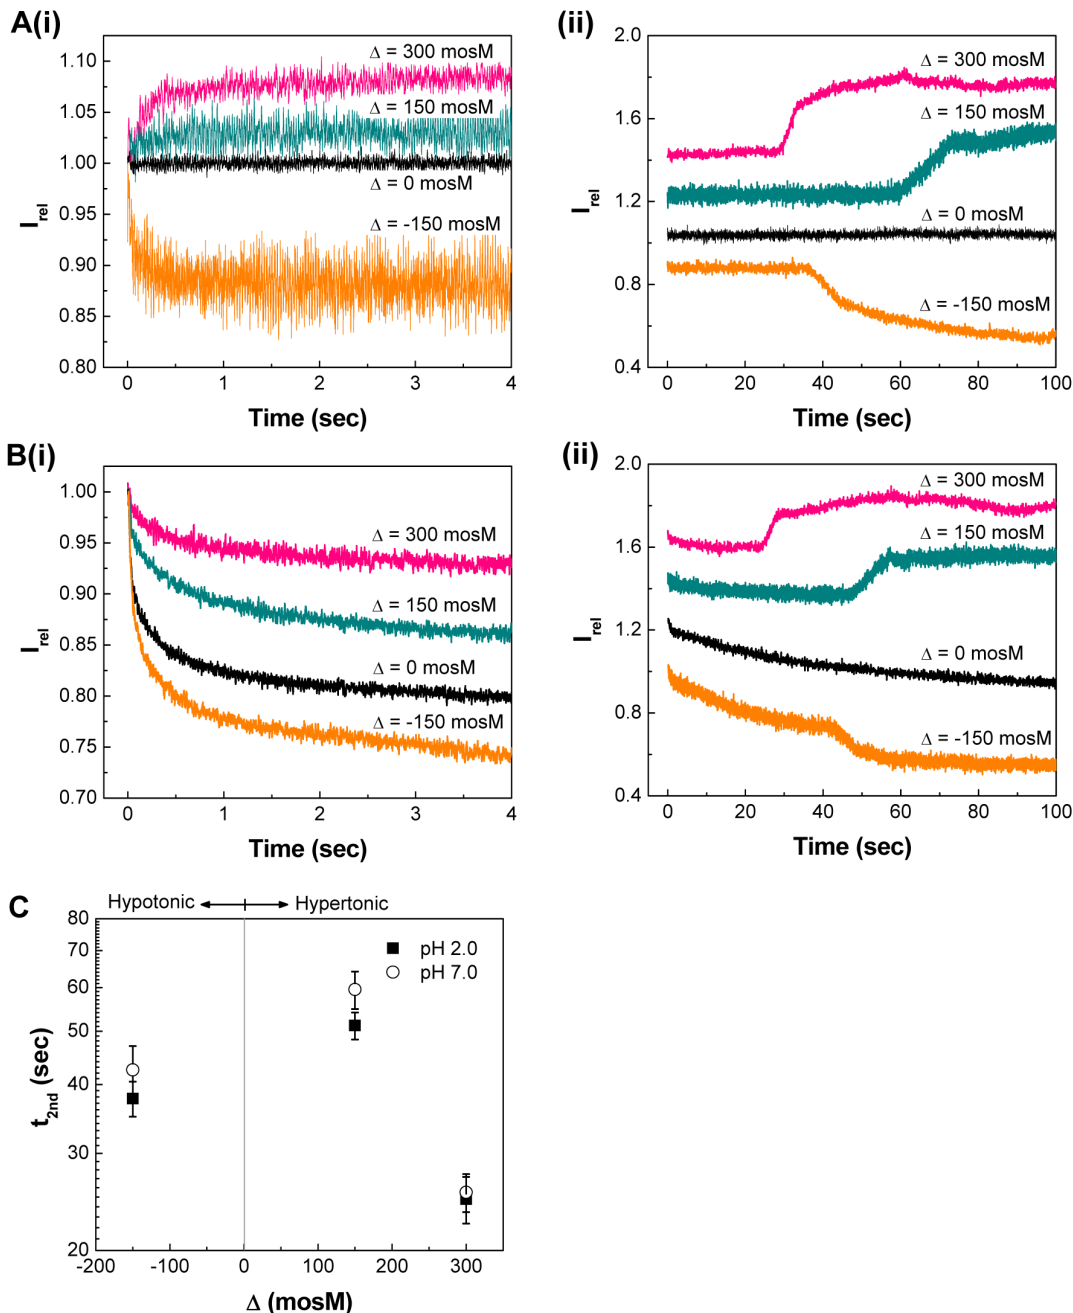 A(i)
1.10
1.05
1.00
0.95
0.90
0.85
0.80
I_rel
Δ = 300 mosM
Δ = 150 mosM
Δ = 0 mosM
Δ = -150 mosM
0 1 2 3 4
Time (sec)
(ii)
2.0
1.6
1.2
0.8
0.4
I_rel
Δ = 300 mosM
Δ = 150 mosM
Δ = 0 mosM
Δ = -150 mosM
0 20 40 60 80 100
Time (sec)
B(i)
1.00
0.95
0.90
0.85
0.80
0.75
0.70
I_rel
Δ = 300 mosM
Δ = 150 mosM
Δ = 0 mosM
Δ = -150 mosM
0 1 2 3 4
Time (sec)
(ii)
2.0
1.6
1.2
0.8
0.4
I_rel
Δ = 300 mosM
Δ = 150 mosM
Δ = 0 mosM
Δ = -150 mosM
0 20 40 60 80 100
Time (sec)
C
Hypotonic Hypertonic
80
70
60
50
40
30
20
t_2nd (sec)
pH 2.0
pH 7.0
-200 -100 0 100 200 300
Δ (mosM)